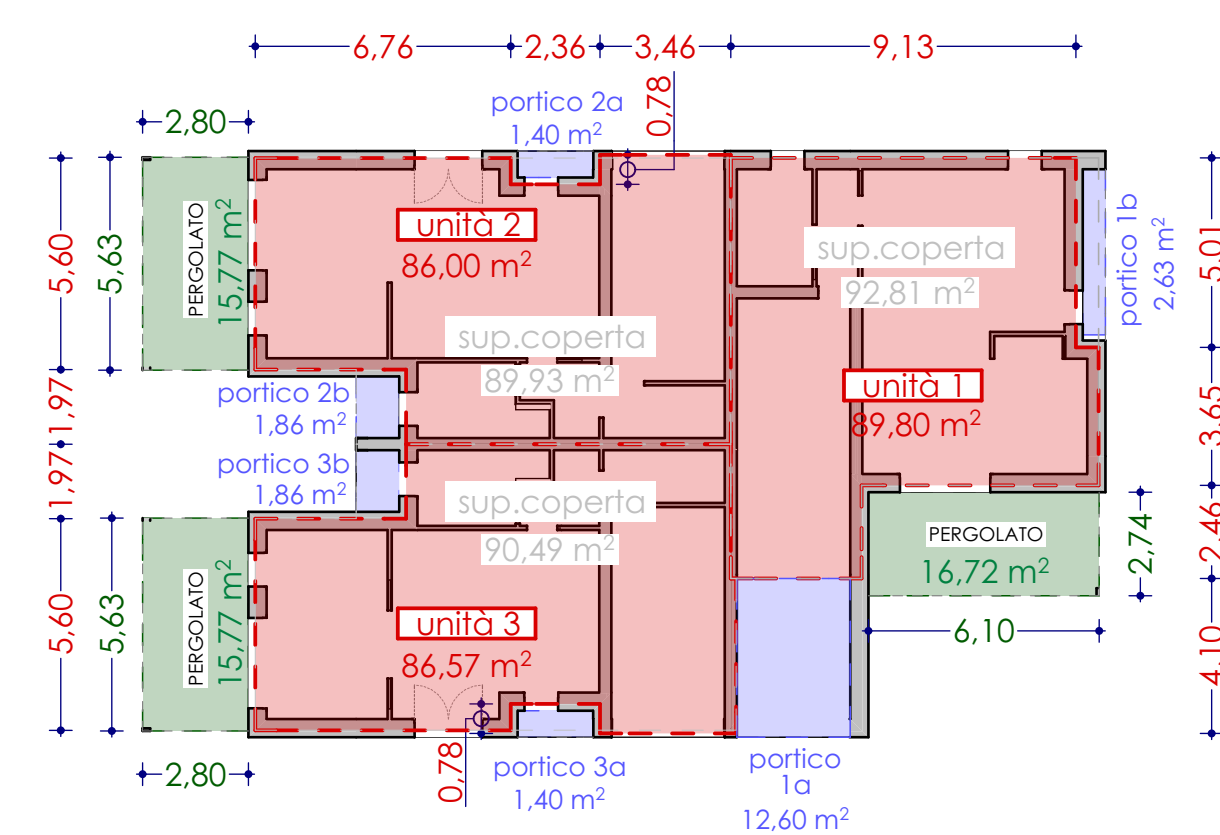 6,76
2,36
3,46
9,13
0,78
portico 2a
1,40 m²
2,80
5,60
5,63
PERGOLATO
15,77 m²
unità 2
86,00 m²
sup.coperta
92,81 m²
portico 1b
2,63 m²
5,01
sup.coperta
89,93 m²
unità 1
89,80 m²
3,65
1,97
portico 2b
1,86 m²
1,97
portico 3b
1,86 m²
sup.coperta
90,49 m²
PERGOLATO
16,72 m²
2,74
2,46
5,60
5,63
PERGOLATO
15,77 m²
unità 3
86,57 m²
6,10
4,10
2,80
0,78
portico 3a
1,40 m²
portico
1a
12,60 m²